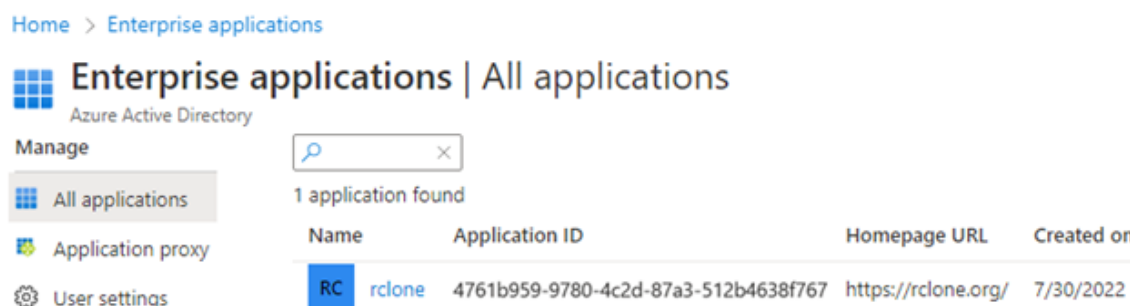 Home > Enterprise applications
Enterprise applications | All applications
Azure Active Directory
Manage
All applications
Application proxy
User settings
1 application found
Name Application ID Homepage URL Created on
RC rclone 4761b959-9780-4c2d-87a3-512b4638f767 https://rclone.org/ 7/30/2022